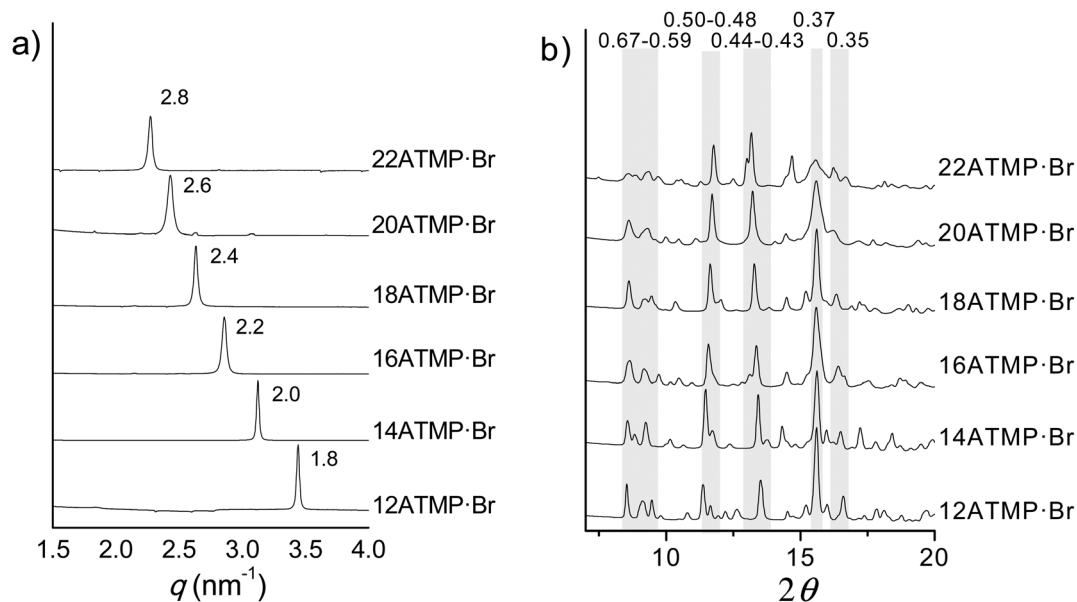 a)
2.8
22ATMP·Br
2.6
20ATMP·Br
2.4
18ATMP·Br
2.2
16ATMP·Br
2.0
14ATMP·Br
1.8
12ATMP·Br
1.5 2.0 2.5 3.0 3.5 4.0
q (nm⁻¹)
b)
0.50-0.48 0.37
0.67-0.59 0.44-0.43 0.35
22ATMP·Br
20ATMP·Br
18ATMP·Br
16ATMP·Br
14ATMP·Br
12ATMP·Br
10 15 20
2θ